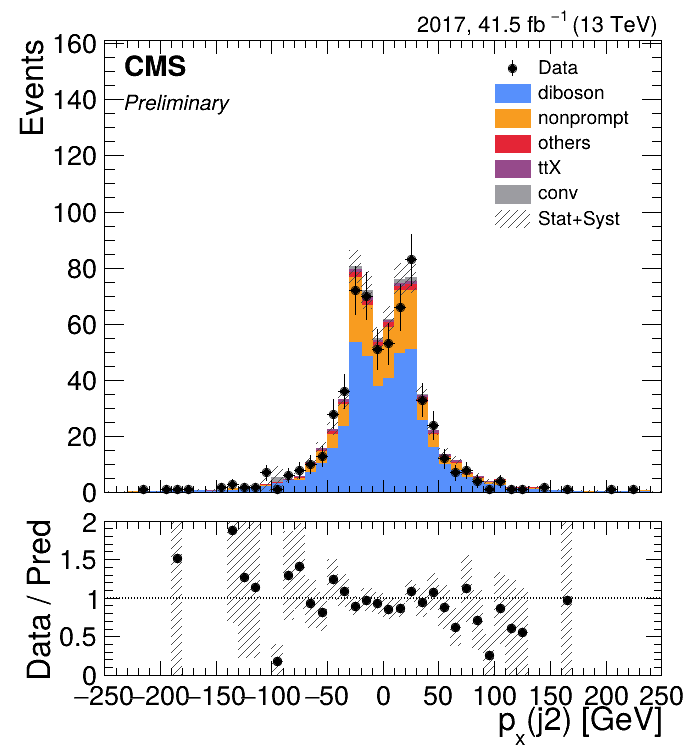 2017, 41.5 fb⁻¹ (13 TeV)
Events
160
140
120
100
80
60
40
20
0
CMS
Preliminary
Data
diboson
nonprompt
others
ttX
conv
Stat+Syst
Data / Pred
2
1.5
1
0.5
0
−250 −200 −150 −100 −50 0 50 100 150 200 250
pₓ(j2) [GeV]